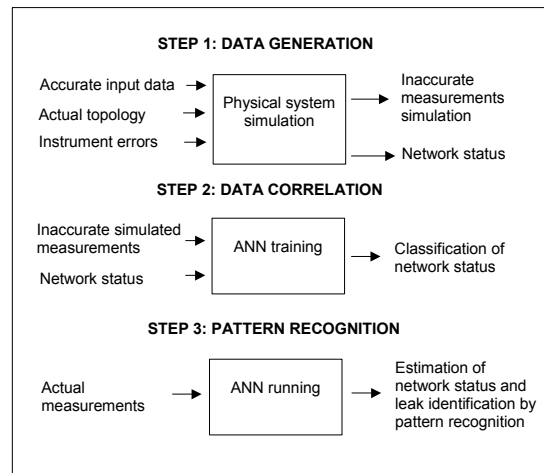 STEP 1: DATA GENERATION
Accurate input data
Actual topology
Instrument errors
Physical system
simulation
Inaccurate
measurements
simulation
Network status
STEP 2: DATA CORRELATION
Inaccurate simulated
measurements
Network status
ANN training
Classification of
network status
STEP 3: PATTERN RECOGNITION
Actual
measurements
ANN running
Estimation of
network status and
leak identification by
pattern recognition